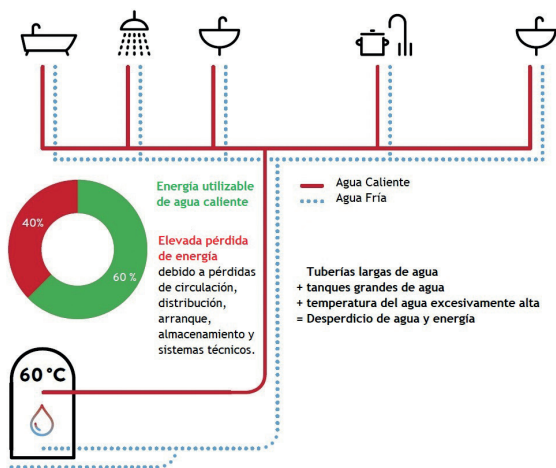 Energía utilizable
de agua caliente
Agua Caliente
Agua Fría
40%
60 %
Elevada pérdida
de energía
debido a pérdidas
de circulación,
distribución,
arranque,
almacenamiento y
sistemas técnicos.
Tuberías largas de agua
+ tanques grandes de agua
+ temperatura del agua excesivamente alta
= Desperdicio de agua y energía
60 °C